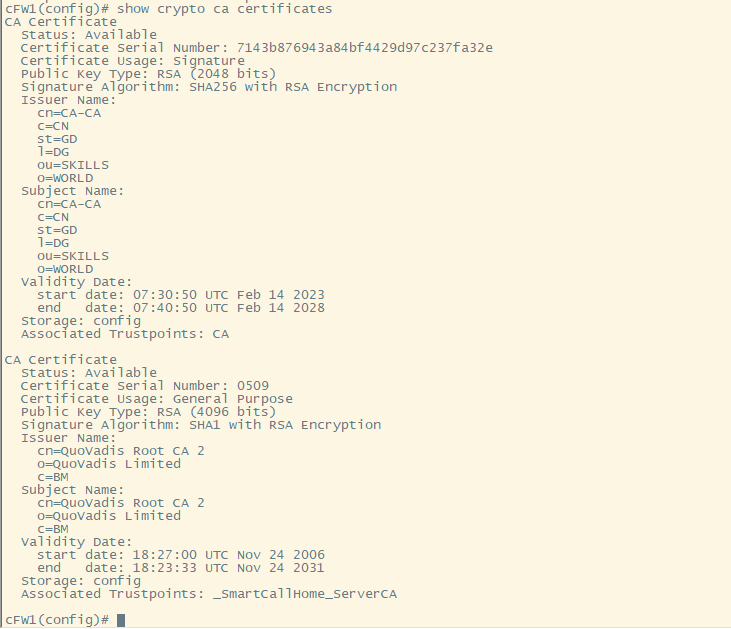 cFW1(config)# show crypto ca certificates
CA Certificate
  Status: Available
  Certificate Serial Number: 7143b876943a84bf4429d97c237fa32e
  Certificate Usage: Signature
  Public Key Type: RSA (2048 bits)
  Signature Algorithm: SHA256 with RSA Encryption
  Issuer Name:
    cn=CA-CA
    c=CN
    st=GD
    l=DG
    ou=SKILLS
    o=WORLD
  Subject Name:
    cn=CA-CA
    c=CN
    st=GD
    l=DG
    ou=SKILLS
    o=WORLD
  Validity Date:
    start date: 07:30:50 UTC Feb 14 2023
    end   date: 07:40:50 UTC Feb 14 2028
  Storage: config
  Associated Trustpoints: CA

CA Certificate
  Status: Available
  Certificate Serial Number: 0509
  Certificate Usage: General Purpose
  Public Key Type: RSA (4096 bits)
  Signature Algorithm: SHA1 with RSA Encryption
  Issuer Name:
    cn=QuoVadis Root CA 2
    o=QuoVadis Limited
    c=BM
  Subject Name:
    cn=QuoVadis Root CA 2
    o=QuoVadis Limited
    c=BM
  Validity Date:
    start date: 18:27:00 UTC Nov 24 2006
    end   date: 18:23:33 UTC Nov 24 2031
  Storage: config
  Associated Trustpoints: _SmartCallHome_ServerCA

cFW1(config)#